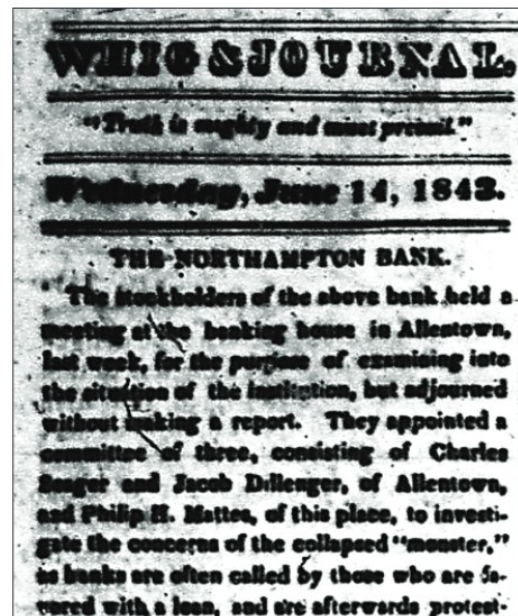 WHIG & JOURNAL.
"Truth is mighty and must prevail."
Wednesday, June 14, 1843.
THE NORTHAMPTON BANK.
The stockholders of the above bank held a
meeting at the banking house in Allentown,
last week, for the purpose of examining into
the situation of the institution, but adjourned
without making a report. They appointed a
committee of three, consisting of Charles
Seager and Jacob Dillenger, of Allentown,
and Philip H. Mattes, of this place, to investi-
gate the concerns of the collapsed "monster,"
as banks are often called by those who are fa-
vored with a loan, and are afterwards protest-